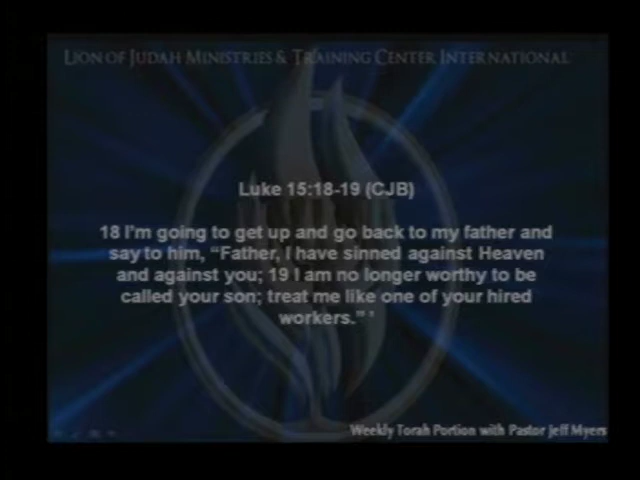 LION OF JUDAH MINISTRIES & TRAINING CENTER INTERNATIONAL
Luke 15:18-19 (CJB)
18 I'm going to get up and go back to my father and
say to him, "Father, I have sinned against Heaven
and against you; 19 I am no longer worthy to be
called your son; treat me like one of your hired
workers." '
Weekly Torah Portion with Pastor Jeff Myers